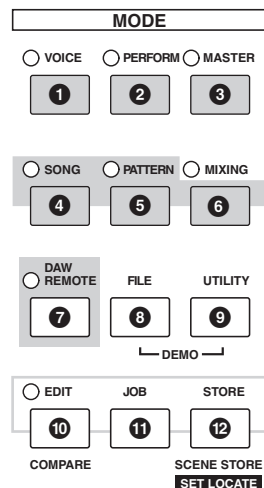 MODE
VOICE PERFORM MASTER
1 2 3
SONG PATTERN MIXING
4 5 6
DAW
REMOTE FILE UTILITY
7 8 9
DEMO
EDIT JOB STORE
10 11 12
COMPARE SCENE STORE
SET LOCATE